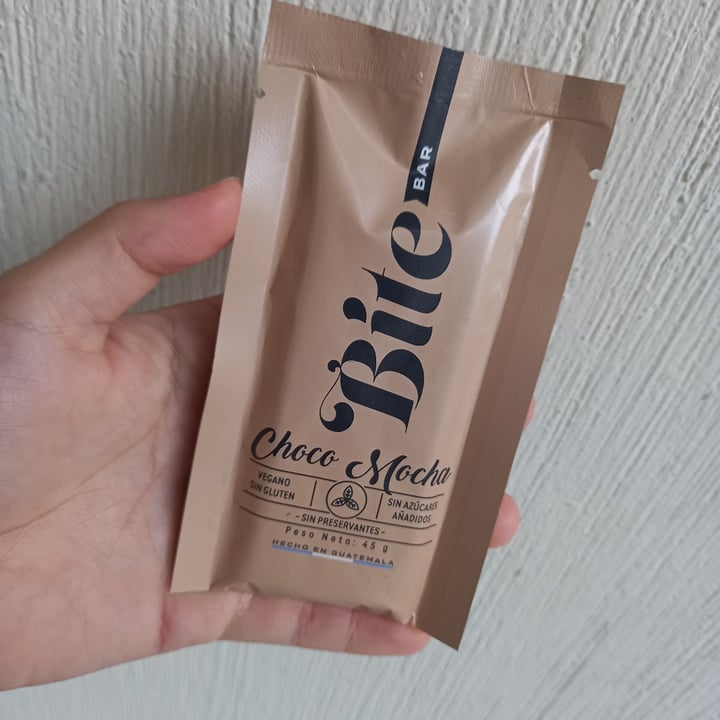 Bite BAR
Choco Mocha
VEGANO
SIN GLUTEN
SIN AZÚCARES
AÑADIDOS
-SIN PRESERVANTES-
Peso Neto: 45 g
HECHO EN GUATEMALA